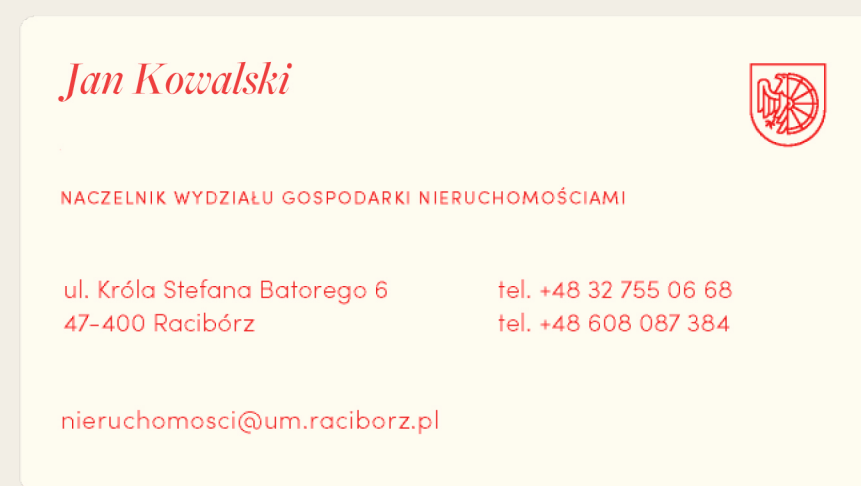 Jan Kowalski
NACZELNIK WYDZIAŁU GOSPODARKI NIERUCHOMOŚCIAMI
ul. Króla Stefana Batorego 6
47-400 Racibórz
tel. +48 32 755 06 68
tel. +48 608 087 384
nieruchomosci@um.raciborz.pl